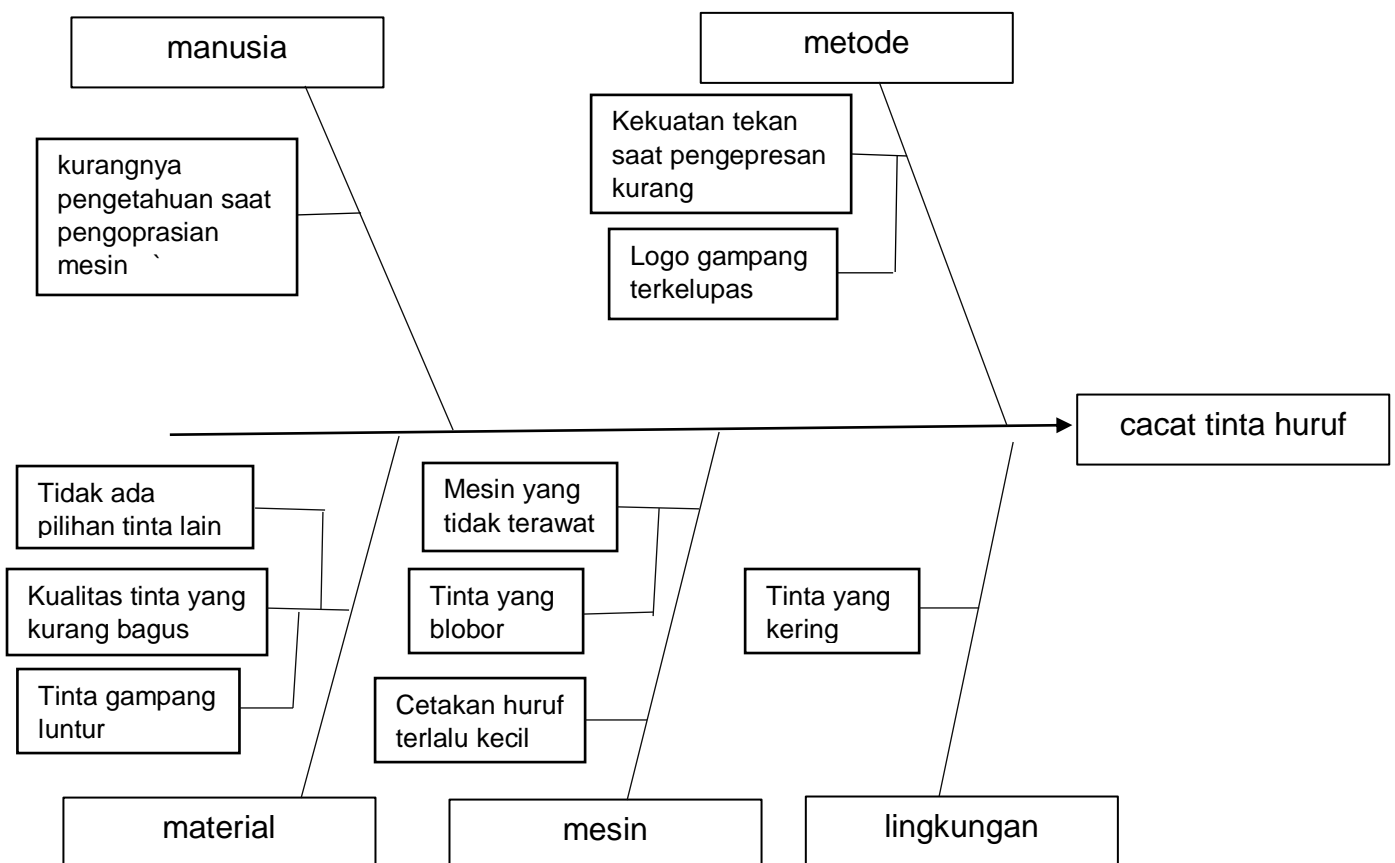 manusia
metode
kurangnya
pengetahuan saat
pengoprasian
mesin `
Kekuatan tekan
saat pengepresan
kurang
Logo gampang
terkelupas
cacat tinta huruf
Tidak ada
pilihan tinta lain
Kualitas tinta yang
kurang bagus
Tinta gampang
luntur
Mesin yang
tidak terawat
Tinta yang
blobor
Cetakan huruf
terlalu kecil
Tinta yang
kering
material
mesin
lingkungan